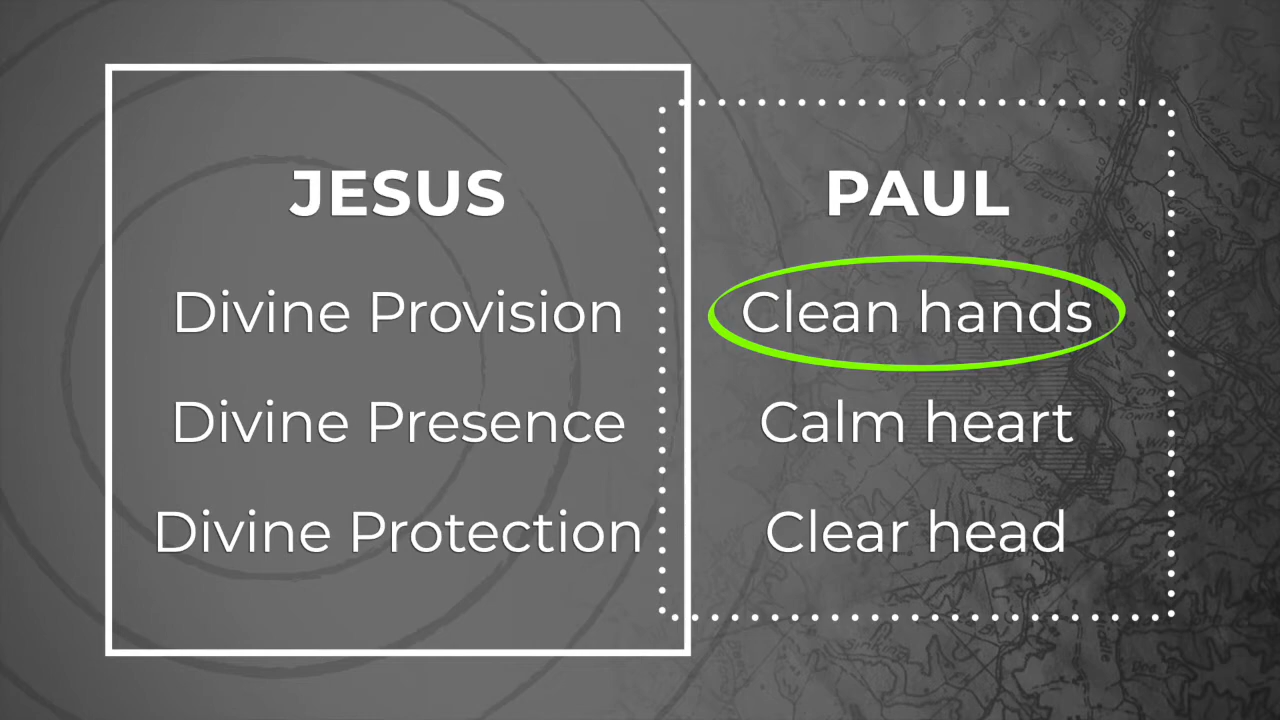 JESUS
Divine Provision
Divine Presence
Divine Protection
PAUL
Clean hands
Calm heart
Clear head